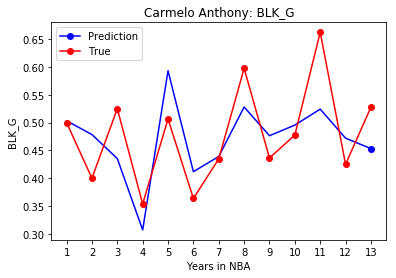 Carmelo Anthony: BLK_G
Prediction
True
BLK_G
0.65
0.60
0.55
0.50
0.45
0.40
0.35
0.30
1 2 3 4 5 6 7 8 9 10 11 12 13
Years in NBA